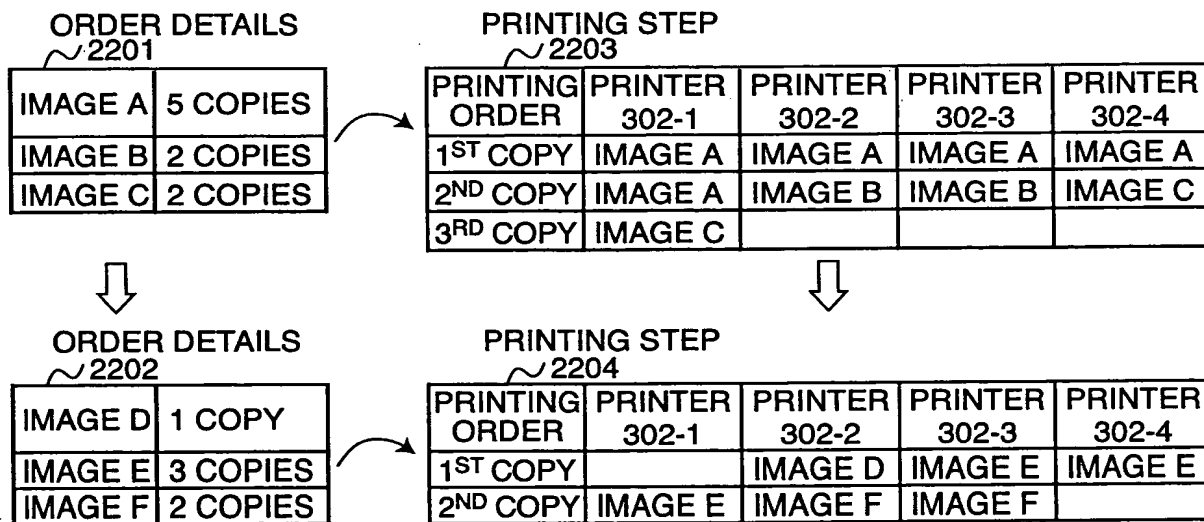 ORDER DETAILS
2201
IMAGE A 5 COPIES
IMAGE B 2 COPIES
IMAGE C 2 COPIES
PRINTING STEP
2203
PRINTING ORDER PRINTER 302-1 PRINTER 302-2 PRINTER 302-3 PRINTER 302-4
1ST COPY IMAGE A IMAGE A IMAGE A IMAGE A
2ND COPY IMAGE A IMAGE B IMAGE B IMAGE C
3RD COPY IMAGE C
ORDER DETAILS
2202
IMAGE D 1 COPY
IMAGE E 3 COPIES
IMAGE F 2 COPIES
PRINTING STEP
2204
PRINTING ORDER PRINTER 302-1 PRINTER 302-2 PRINTER 302-3 PRINTER 302-4
1ST COPY IMAGE D IMAGE E IMAGE E
2ND COPY IMAGE E IMAGE F IMAGE F